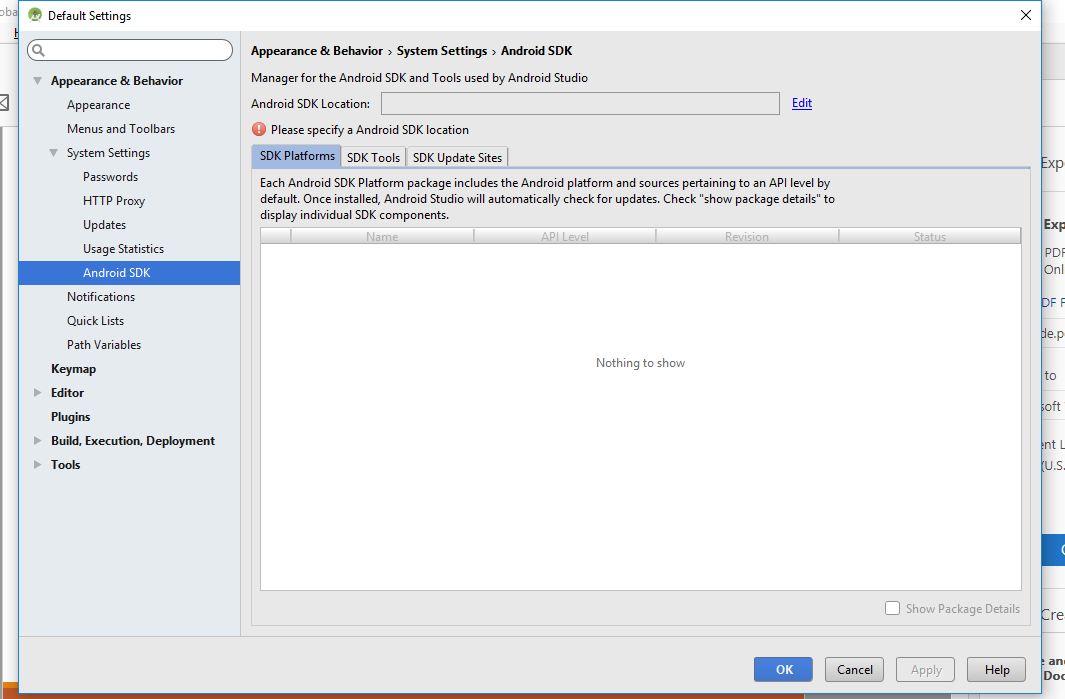 Default Settings
Appearance & Behavior
Appearance
Menus and Toolbars
System Settings
Passwords
HTTP Proxy
Updates
Usage Statistics
Android SDK
Notifications
Quick Lists
Path Variables
Keymap
Editor
Plugins
Build, Execution, Deployment
Tools
Appearance & Behavior › System Settings › Android SDK
Manager for the Android SDK and Tools used by Android Studio
Android SDK Location: Edit
Please specify a Android SDK location
SDK Platforms SDK Tools SDK Update Sites
Each Android SDK Platform package includes the Android platform and sources pertaining to an API level by
default. Once installed, Android Studio will automatically check for updates. Check "show package details" to
display individual SDK components.
Name API Level Revision Status
Nothing to show
Show Package Details
OK Cancel Apply Help
Exp
PDF
Onl
DF F
de.p
to
soft
ent L
(U.S.
Crea
e an
Doc